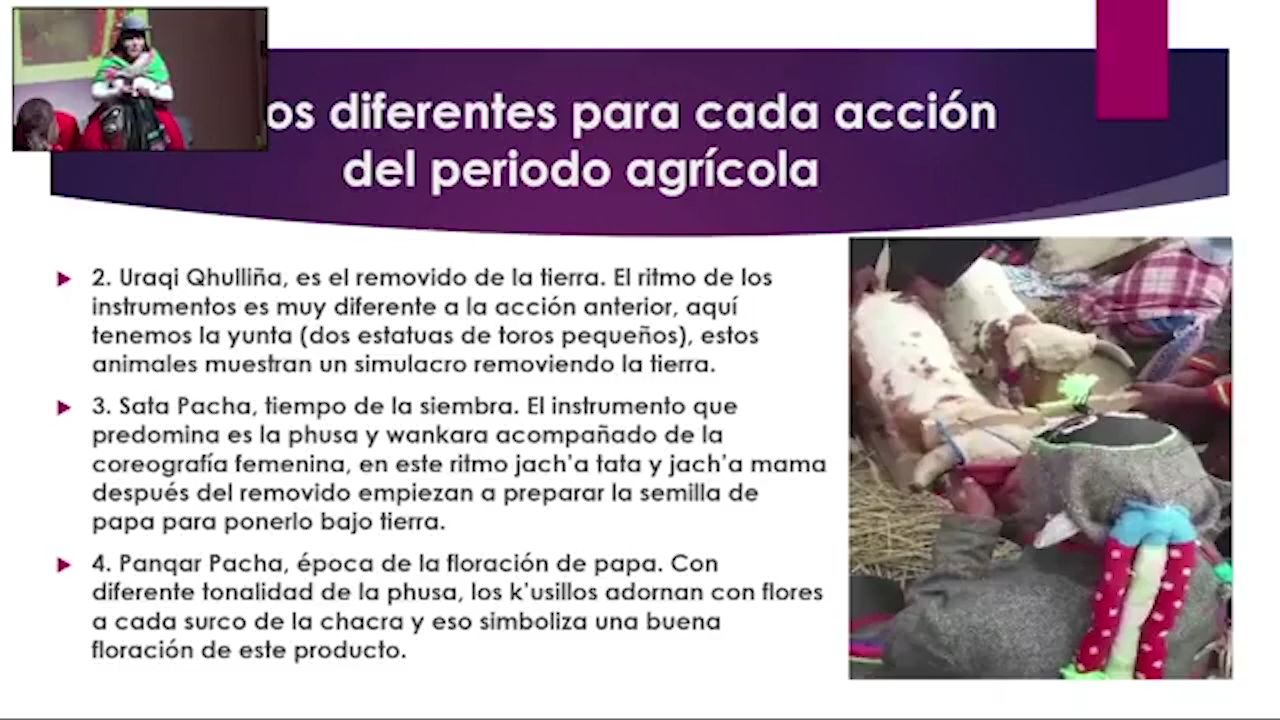 os diferentes para cada acción
del periodo agrícola
2. Uraqi Qhulliña, es el removido de la tierra. El ritmo de los
instrumentos es muy diferente a la acción anterior, aquí
tenemos la yunta (dos estatuas de toros pequeños), estos
animales muestran un simulacro removiendo la tierra.
3. Sata Pacha, tiempo de la siembra. El instrumento que
predomina es la phusa y wankara acompañado de la
coreografía femenina, en este ritmo jach'a tata y jach'a mama
después del removido empiezan a preparar la semilla de
papa para ponerlo bajo tierra.
4. Panqar Pacha, época de la floración de papa. Con
diferente tonalidad de la phusa, los k'usillos adornan con flores
a cada surco de la chacra y eso simboliza una buena
floración de este producto.